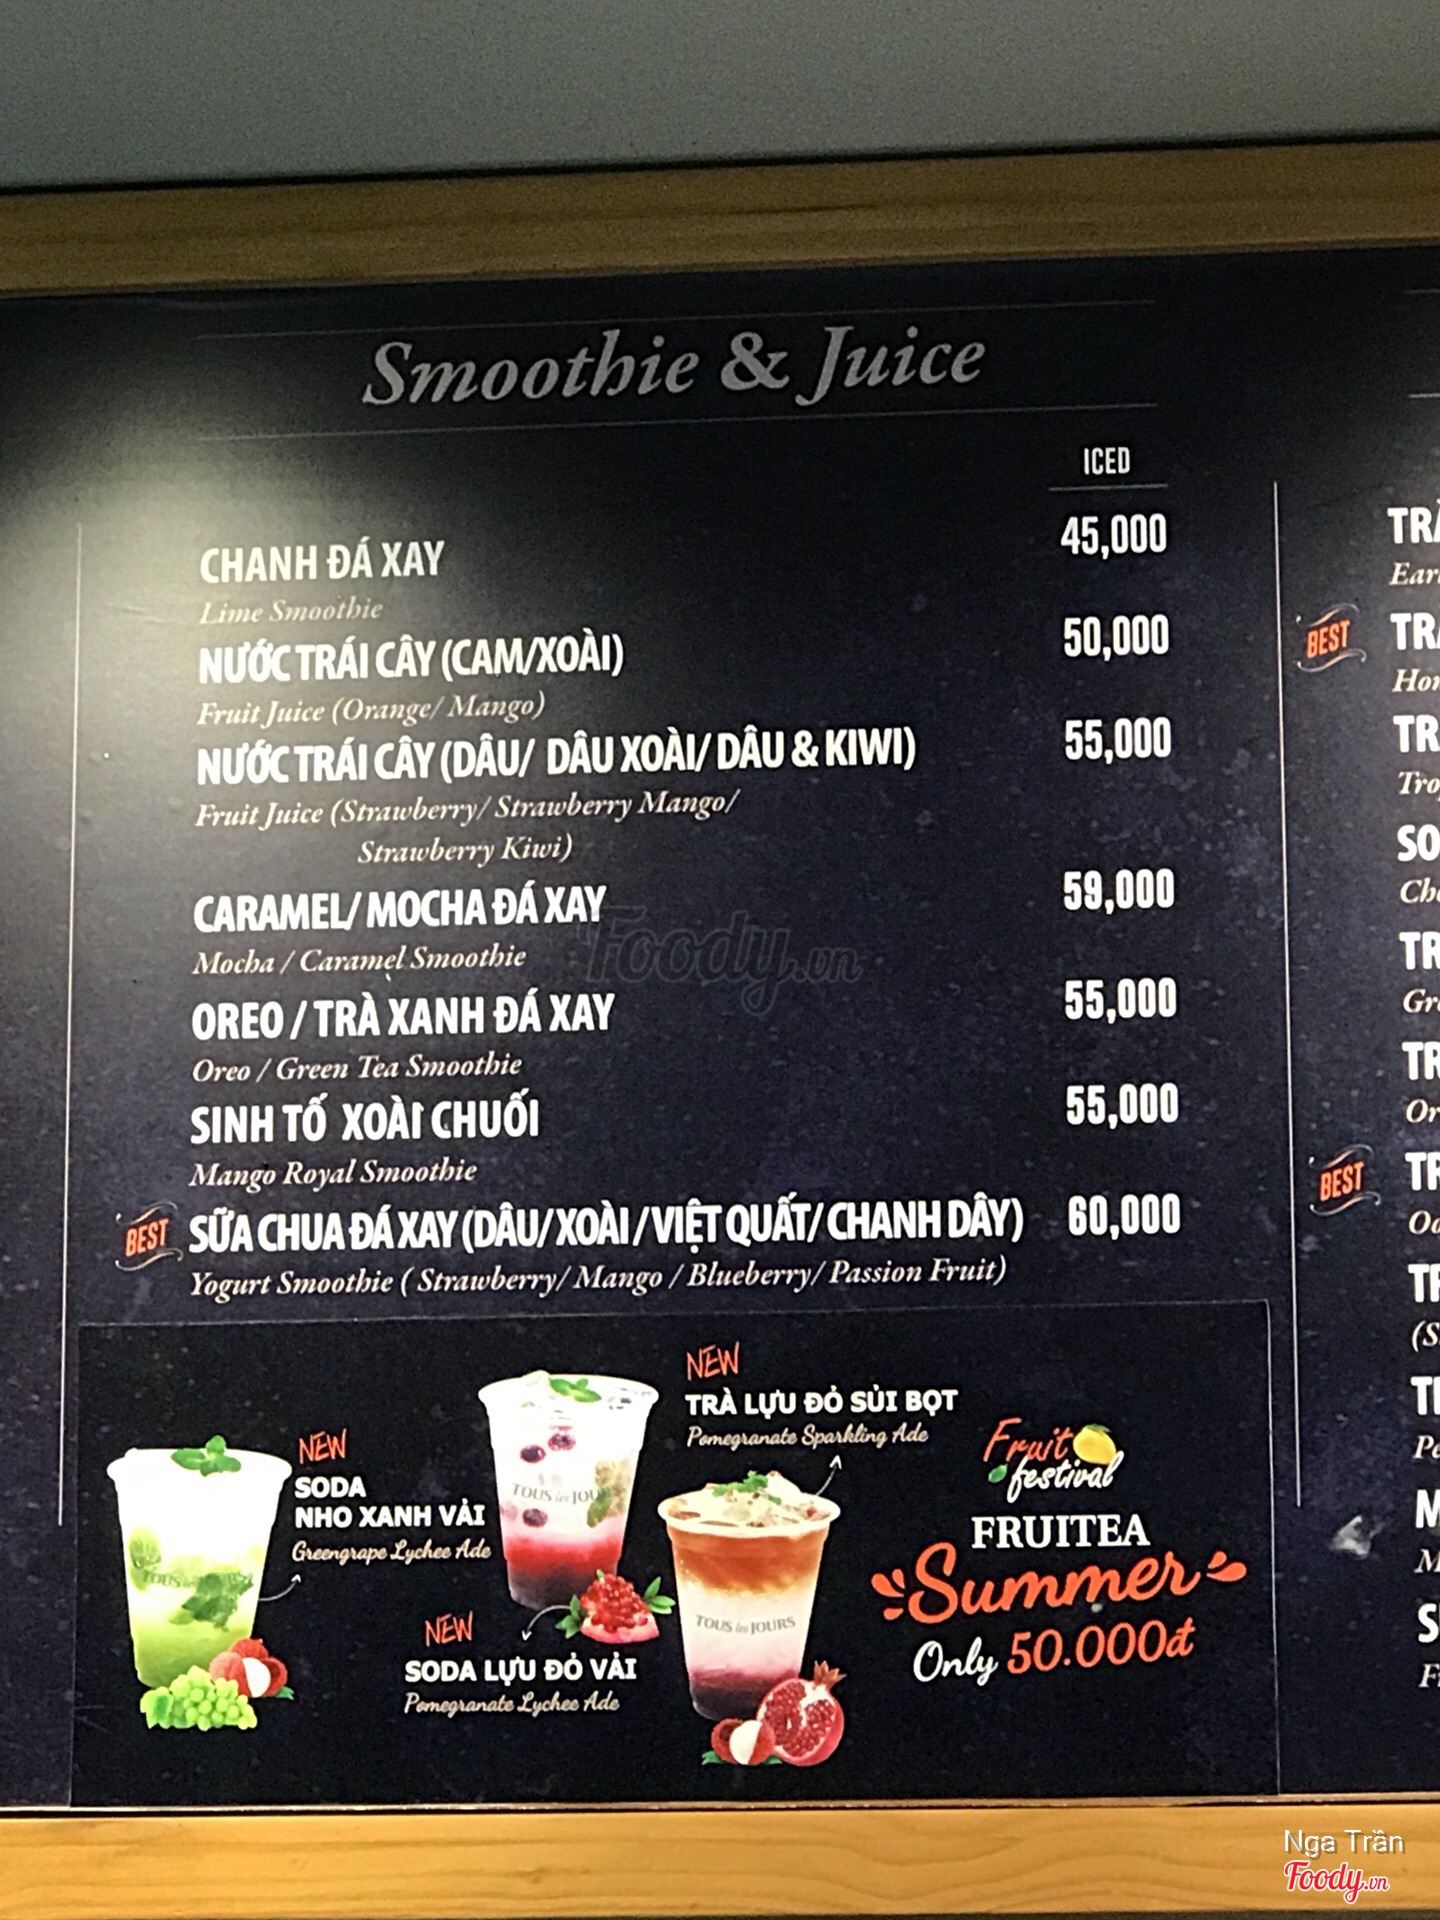 Smoothie & Juice
ICED
CHANH ĐÁ XAY 45,000
Lime Smoothie
NƯỚC TRÁI CÂY (CAM/XOÀI) 50,000
Fruit Juice (Orange/ Mango)
NƯỚC TRÁI CÂY (DÂU/ DÂU XOÀI/ DÂU & KIWI) 55,000
Fruit Juice (Strawberry/ Strawberry Mango/
Strawberry Kiwi)
CARAMEL/ MOCHA ĐÁ XAY 59,000
Mocha / Caramel Smoothie
Foody.vn
OREO / TRÀ XANH ĐÁ XAY 55,000
Oreo / Green Tea Smoothie
SINH TỐ XOÀI CHUỐI 55,000
Mango Royal Smoothie
BEST SỮA CHUA ĐÁ XAY (DÂU/ XOÀI / VIỆT QUẤT/ CHANH DÂY) 60,000
Yogurt Smoothie ( Strawberry/ Mango / Blueberry/ Passion Fruit)
NEW
SODA
NHO XANH VẢI
Greengrape Lychee Ade
NEW
SODA LỰU ĐỎ VẢI
Pomegranate Lychee Ade
NEW
TRÀ LỰU ĐỎ SỦI BỌT
Pomegranate Sparkling Ade
TOUS les JOURS
Fruit
festival
FRUITEA
Summer
Only 50.000đ
BEST
BEST
Nga Trần
Foody.vn